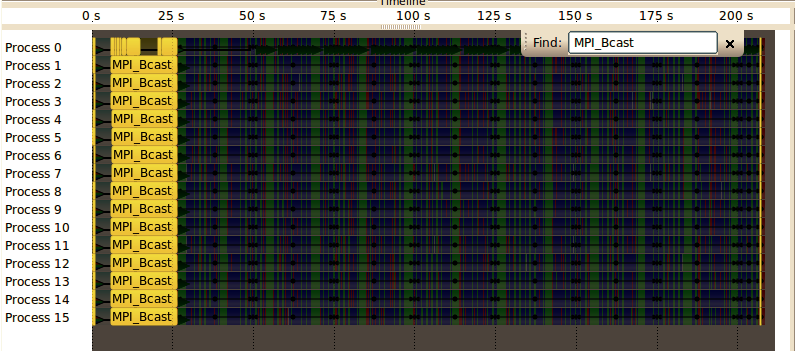 Timeline
0 s 25 s 50 s 75 s 100 s 125 s 150 s 175 s 200 s
Find: MPI_Bcast
Process 0
Process 1 MPI_Bcast
Process 2 MPI_Bcast
Process 3 MPI_Bcast
Process 4 MPI_Bcast
Process 5 MPI_Bcast
Process 6 MPI_Bcast
Process 7 MPI_Bcast
Process 8 MPI_Bcast
Process 9 MPI_Bcast
Process 10 MPI_Bcast
Process 11 MPI_Bcast
Process 12 MPI_Bcast
Process 13 MPI_Bcast
Process 14 MPI_Bcast
Process 15 MPI_Bcast